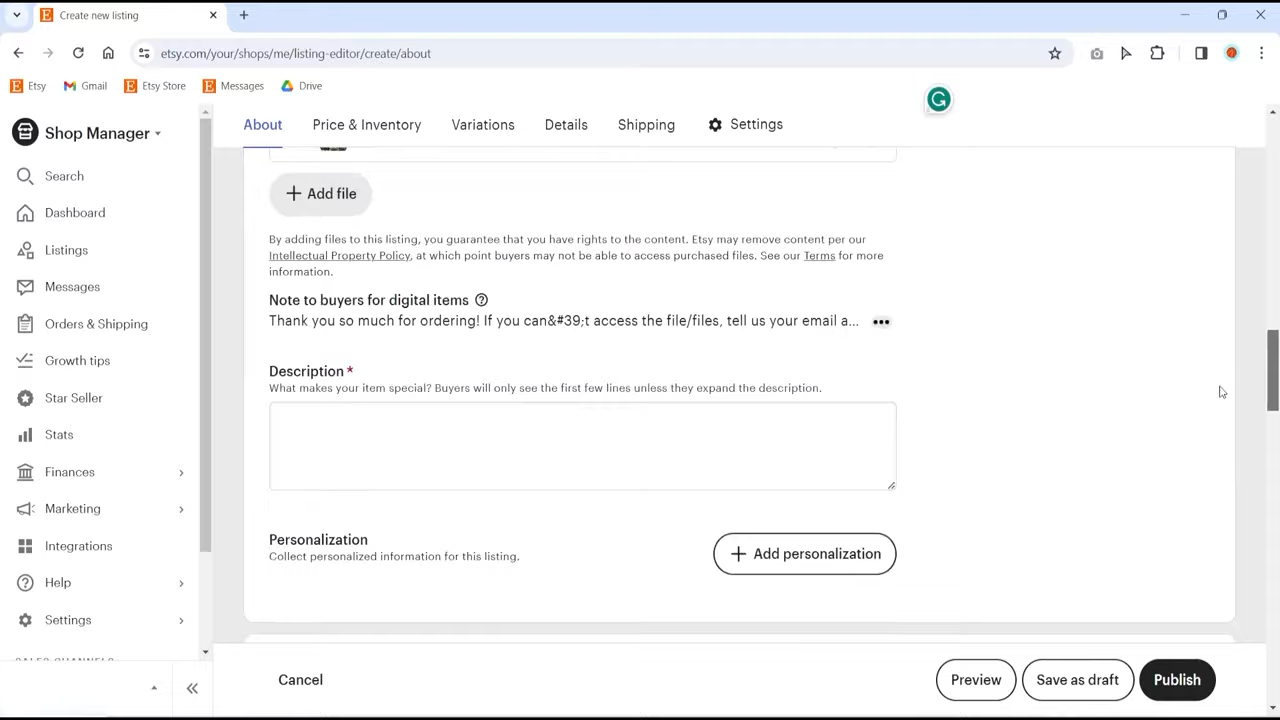 Create new listing
etsy.com/your/shops/me/listing-editor/create/about
Etsy
Gmail
Etsy Store
Messages
Drive
Shop Manager
Search
Dashboard
Listings
Messages
Orders & Shipping
Growth tips
Star Seller
Stats
Finances
Marketing
Integrations
Help
Settings
SALES CHANNELS
About
Price & Inventory
Variations
Details
Shipping
Settings
+ Add file
By adding files to this listing, you guarantee that you have rights to the content. Etsy may remove content per our
Intellectual Property Policy, at which point buyers may not be able to access purchased files. See our Terms for more
information.
Note to buyers for digital items
Thank you so much for ordering! If you can&#39;t access the file/files, tell us your email a...
Description *
What makes your item special? Buyers will only see the first few lines unless they expand the description.
Personalization
Collect personalized information for this listing.
+ Add personalization
Cancel
Preview
Save as draft
Publish